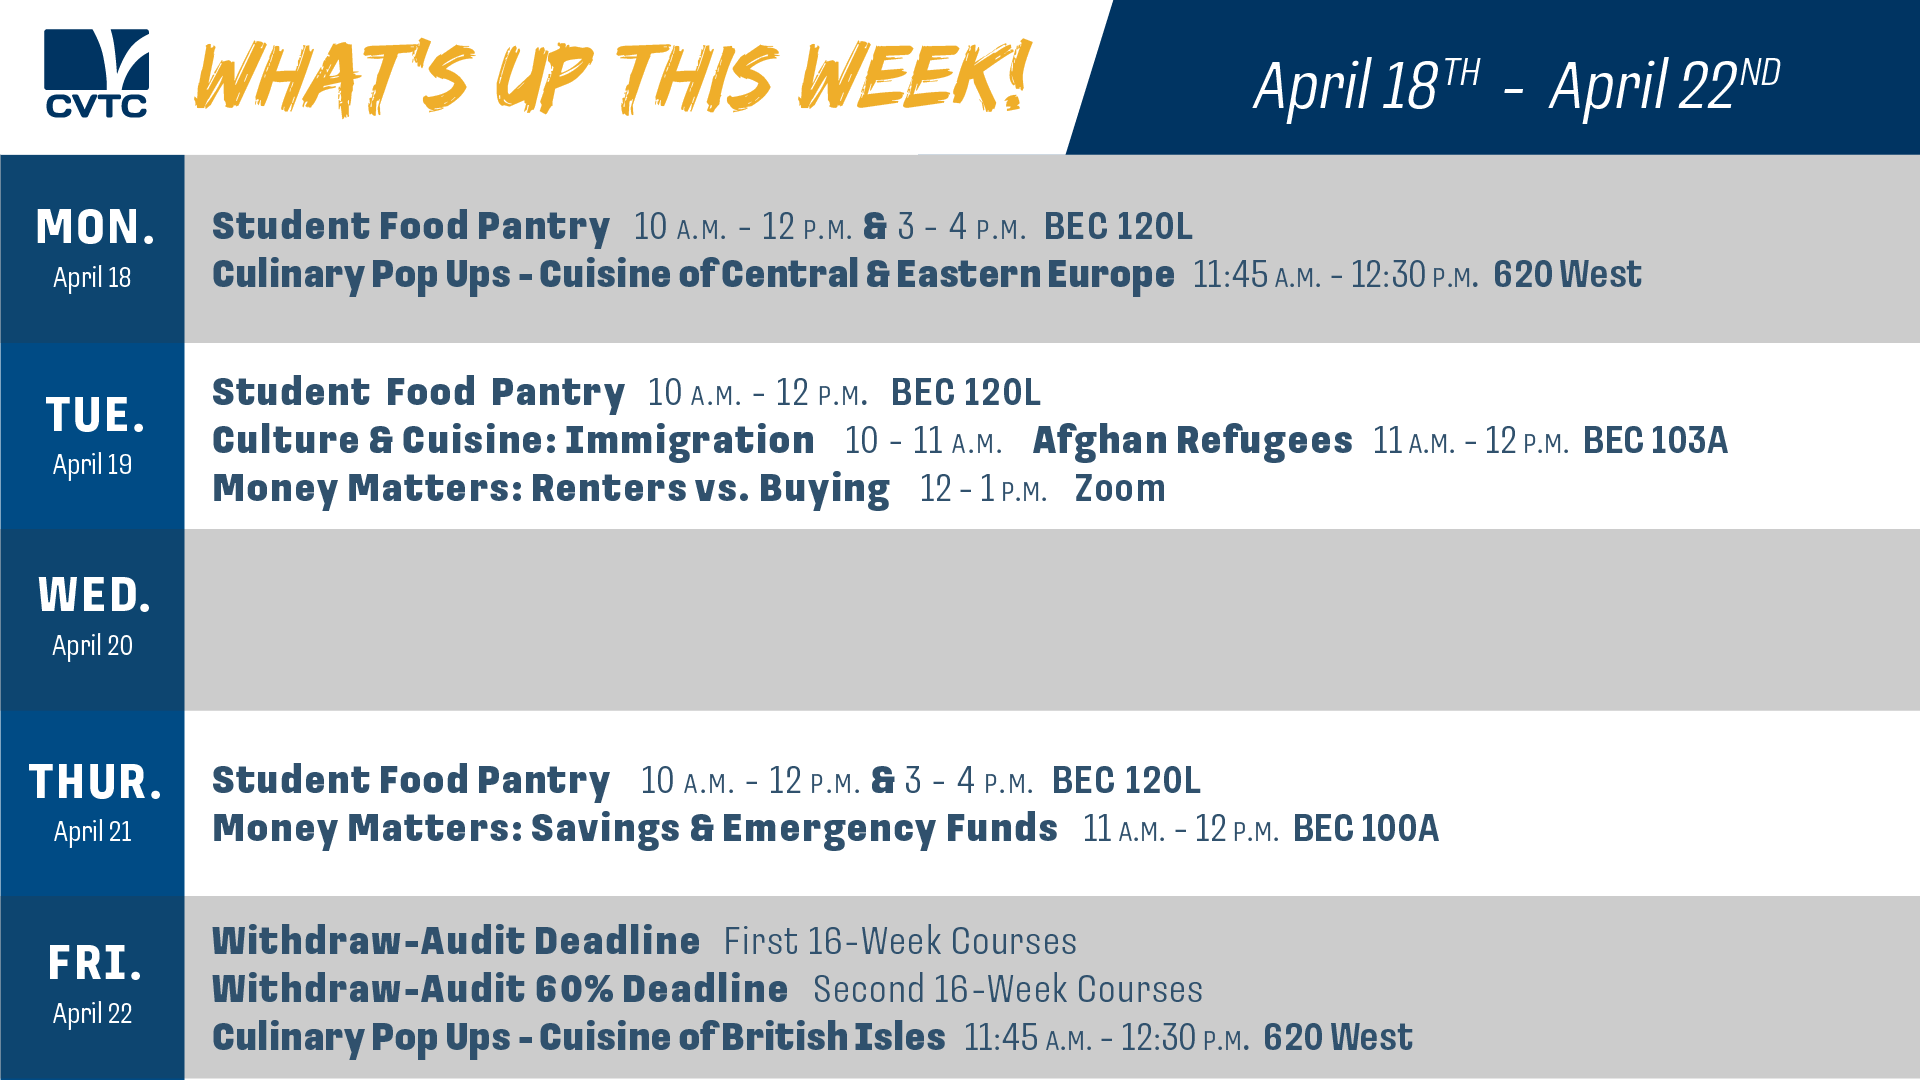 CVTC
WHAT'S UP THIS WEEK!
April 18TH - April 22ND
MON.
April 18
Student Food Pantry 10 A.M. - 12 P.M. & 3 - 4 P.M. BEC 120L
Culinary Pop Ups - Cuisine of Central & Eastern Europe 11:45 A.M. - 12:30 P.M. 620 West
TUE.
April 19
Student Food Pantry 10 A.M. - 12 P.M. BEC 120L
Culture & Cuisine: Immigration 10 - 11 A.M. Afghan Refugees 11 A.M. - 12 P.M. BEC 103A
Money Matters: Renters vs. Buying 12 - 1 P.M. Zoom
WED.
April 20
THUR.
April 21
Student Food Pantry 10 A.M. - 12 P.M. & 3 - 4 P.M. BEC 120L
Money Matters: Savings & Emergency Funds 11 A.M. - 12 P.M. BEC 100A
FRI.
April 22
Withdraw-Audit Deadline First 16-Week Courses
Withdraw-Audit 60% Deadline Second 16-Week Courses
Culinary Pop Ups - Cuisine of British Isles 11:45 A.M. - 12:30 P.M. 620 West